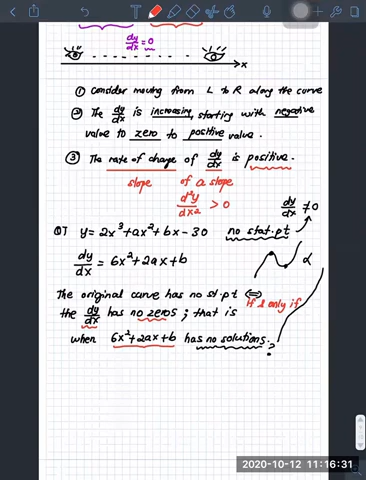 dy/dx = 0
x
① Consider moving from L to R along the curve
② The dy/dx is increasing, starting with negative
value to zero to positive value.
③ The rate of change of dy/dx is positive.
slope of a slope
d²y/dx² > 0
dy/dx ≠ 0
Q7 y = 2x³ + ax² + bx - 30 no stat. pt
dy/dx = 6x² + 2ax + b
The original curve has no st. pt ⟺ If & only if
the dy/dx has no zeros; that is
when 6x² + 2ax + b has no solutions.
?
2020-10-12 11:16:31